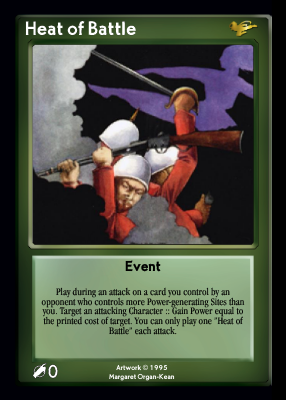 Heat of Battle
Event
Play during an attack on a card you control by an
opponent who controls more Power-generating Sites than
you. Target an attacking Character :: Gain Power equal to
the printed cost of target. You can only play one "Heat of
Battle" each attack.
0
Artwork © 1995
Margaret Organ-Kean